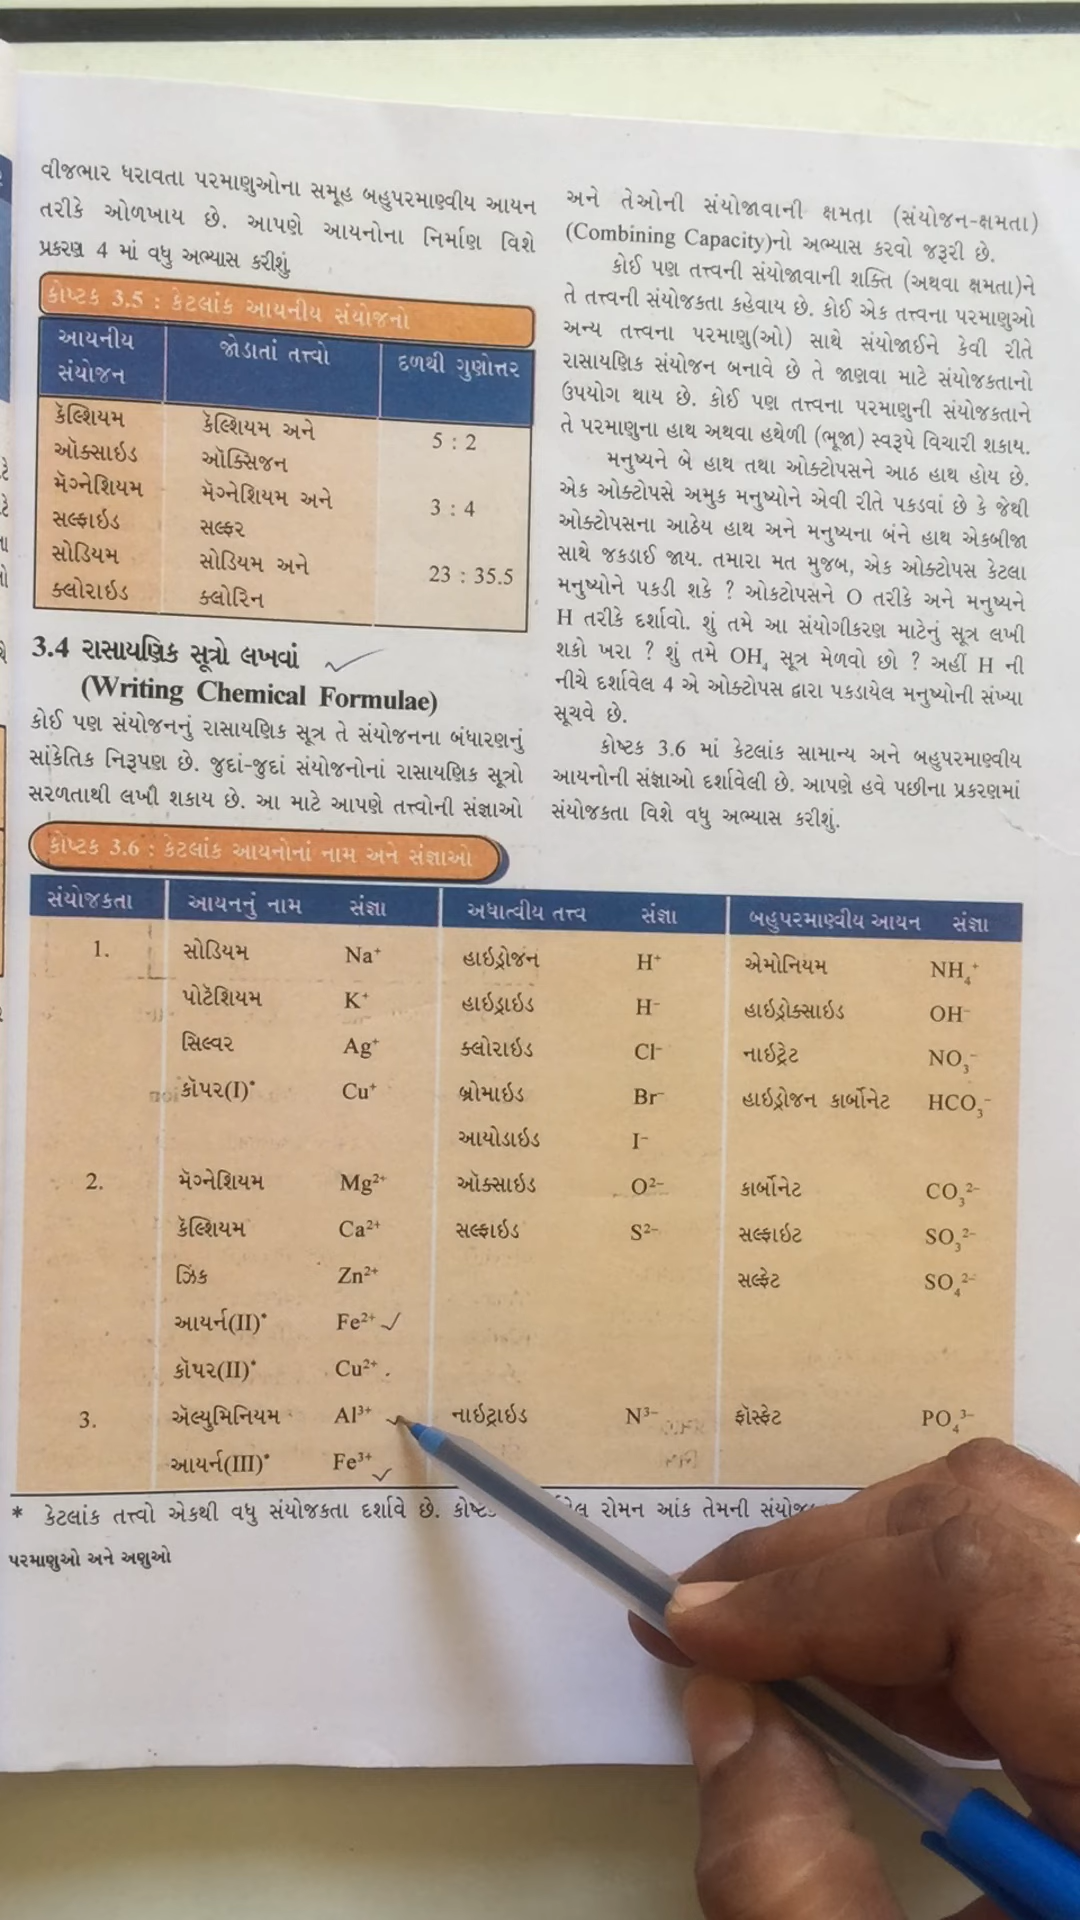 વીજભાર ધરાવતા પરમાણુઓના સમૂહ બહુપરમાણ્વીય આયન
તરીકે ઓળખાય છે. આપણે આયનોના નિર્માણ વિશે
પ્રકરણ 4 માં વધુ અભ્યાસ કરીશું.
કોષ્ટક 3.5 : કેટલાંક આયનીય સંયોજનો
આયનીય સંયોજન જોડાતાં તત્ત્વો દળથી ગુણોત્તર
કૅલ્શિયમ ઑક્સાઇડ કૅલ્શિયમ અને ઑક્સિજન 5 : 2
મૅગ્નેશિયમ સલ્ફાઇડ મૅગ્નેશિયમ અને સલ્ફર 3 : 4
સોડિયમ ક્લોરાઇડ સોડિયમ અને ક્લોરિન 23 : 35.5
3.4 રાસાયણિક સૂત્રો લખવાં
(Writing Chemical Formulae)
કોઈ પણ સંયોજનનું રાસાયણિક સૂત્ર તે સંયોજનના બંધારણનું
સાંકેતિક નિરૂપણ છે. જુદાં-જુદાં સંયોજનોનાં રાસાયણિક સૂત્રો
સરળતાથી લખી શકાય છે. આ માટે આપણે તત્ત્વોની સંજ્ઞાઓ
અને તેઓની સંયોજાવાની ક્ષમતા (સંયોજન-ક્ષમતા)
(Combining Capacity)નો અભ્યાસ કરવો જરૂરી છે.
કોઈ પણ તત્ત્વની સંયોજાવાની શક્તિ (અથવા ક્ષમતા)ને
તે તત્ત્વની સંયોજકતા કહેવાય છે. કોઈ એક તત્ત્વના પરમાણુઓ
અન્ય તત્ત્વના પરમાણુ(ઓ) સાથે સંયોજાઈને કેવી રીતે
રાસાયણિક સંયોજન બનાવે છે તે જાણવા માટે સંયોજકતાનો
ઉપયોગ થાય છે. કોઈ પણ તત્ત્વના પરમાણુની સંયોજકતાને
તે પરમાણુના હાથ અથવા હથેળી (ભૂજા) સ્વરૂપે વિચારી શકાય.
મનુષ્યને બે હાથ તથા ઓક્ટોપસને આઠ હાથ હોય છે.
એક ઓક્ટોપસે અમુક મનુષ્યોને એવી રીતે પકડવાં છે કે જેથી
ઓક્ટોપસના આઠેય હાથ અને મનુષ્યના બંને હાથ એકબીજા
સાથે જકડાઈ જાય. તમારા મત મુજબ, એક ઓક્ટોપસ કેટલા
મનુષ્યોને પકડી શકે ? ઓકટોપસને O તરીકે અને મનુષ્યને
H તરીકે દર્શાવો. શું તમે આ સંયોગીકરણ માટેનું સૂત્ર લખી
શકો ખરા ? શું તમે OH₄ સૂત્ર મેળવો છો ? અહીં H ની
નીચે દર્શાવેલ 4 એ ઓક્ટોપસ દ્વારા પકડાયેલ મનુષ્યોની સંખ્યા
સૂચવે છે.
કોષ્ટક 3.6 માં કેટલાંક સામાન્ય અને બહુપરમાણ્વીય
આયનોની સંજ્ઞાઓ દર્શાવેલી છે. આપણે હવે પછીના પ્રકરણમાં
સંયોજકતા વિશે વધુ અભ્યાસ કરીશું.
કોષ્ટક 3.6 : કેટલાંક આયનોનાં નામ અને સંજ્ઞાઓ
સંયોજકતા આયનનું નામ સંજ્ઞા અધાત્વીય તત્ત્વ સંજ્ઞા બહુપરમાણ્વીય આયન સંજ્ઞા
1. સોડિયમ Na⁺ હાઇડ્રોજન H⁺ એમોનિયમ NH₄⁺
પોટૅશિયમ K⁺ હાઇડ્રાઇડ H⁻ હાઇડ્રોક્સાઇડ OH⁻
સિલ્વર Ag⁺ ક્લોરાઇડ Cl⁻ નાઇટ્રેટ NO₃⁻
કૉપર(I)* Cu⁺ બ્રોમાઇડ Br⁻ હાઇડ્રોજન કાર્બોનેટ HCO₃⁻
આયોડાઇડ I⁻
2. મૅગ્નેશિયમ Mg²⁺ ઑક્સાઇડ O²⁻ કાર્બોનેટ CO₃²⁻
કૅલ્શિયમ Ca²⁺ સલ્ફાઇડ S²⁻ સલ્ફાઇટ SO₃²⁻
ઝિંક Zn²⁺ સલ્ફેટ SO₄²⁻
આયર્ન(II)* Fe²⁺
કૉપર(II)* Cu²⁺
3. ઍલ્યુમિનિયમ Al³⁺ નાઇટ્રાઇડ N³⁻ ફૉસ્ફેટ PO₄³⁻
આયર્ન(III)* Fe³⁺
* કેટલાંક તત્ત્વો એકથી વધુ સંયોજકતા દર્શાવે છે. રોમન આંક તેમની
પરમાણુઓ અને અણુઓ